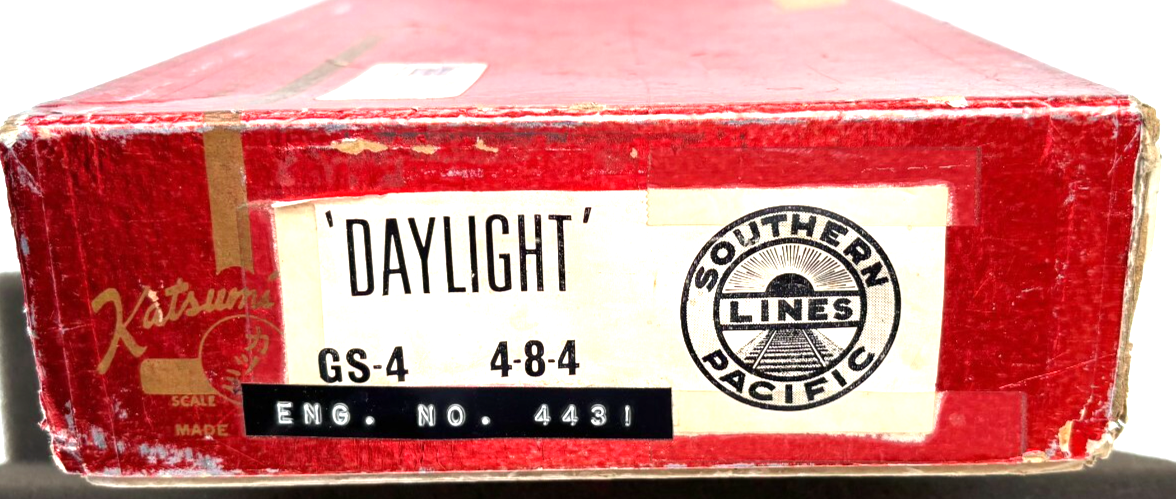 'DAYLIGHT'
GS-4 4-8-4
ENG. NO. 4431
SOUTHERN
LINES
PACIFIC
Katsumi
SCALE
MADE